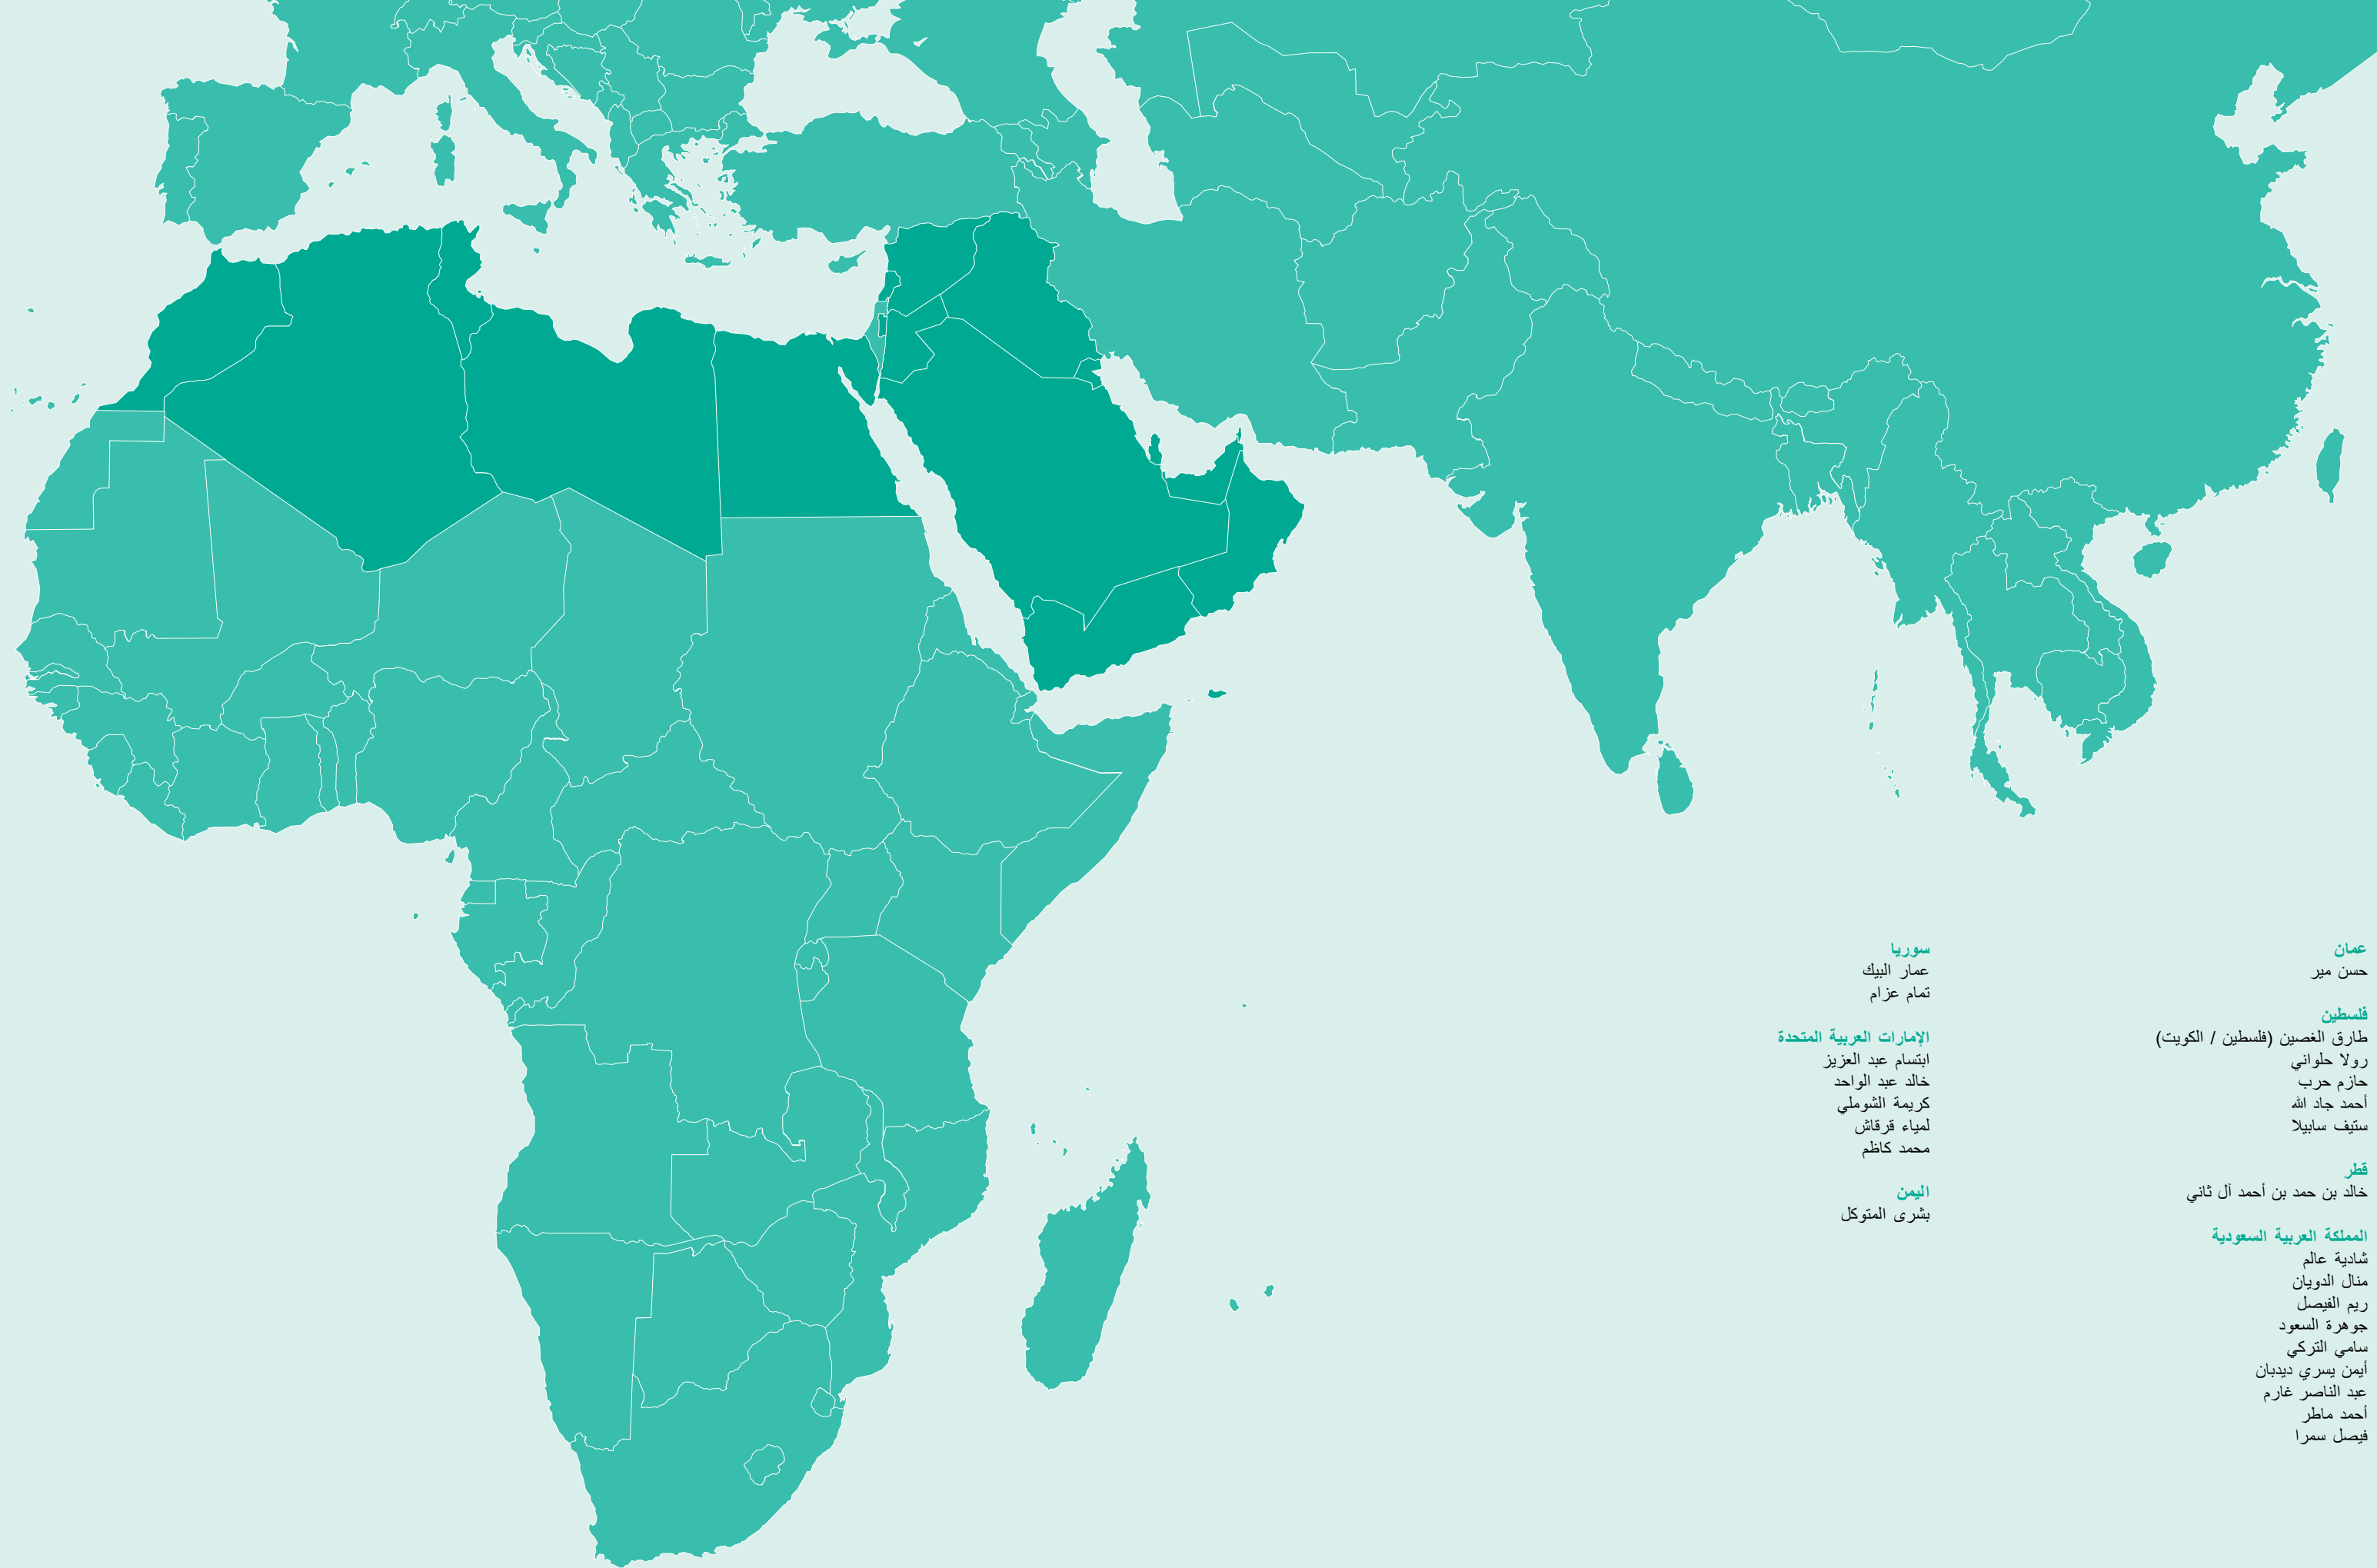 عمان
حسن مير
فلسطين
طارق الغصين (فلسطين / الكويت)
رولا حلواني
حازم حرب
أحمد جاد الله
ستيف سابيلا
قطر
خالد بن حمد بن أحمد آل ثاني
المملكة العربية السعودية
شادية عالم
منال الدويان
ريم الفيصل
جوهرة السعود
سامي التركي
أيمن يسري ديدبان
عبد الناصر غارم
أحمد ماطر
فيصل سمرا
سوريا
عمار البيك
تمام عزام
الإمارات العربية المتحدة
ابتسام عبد العزيز
خالد عبد الواحد
كريمة الشوملي
لمياء قرقاش
محمد كاظم
اليمن
بشرى المتوكل